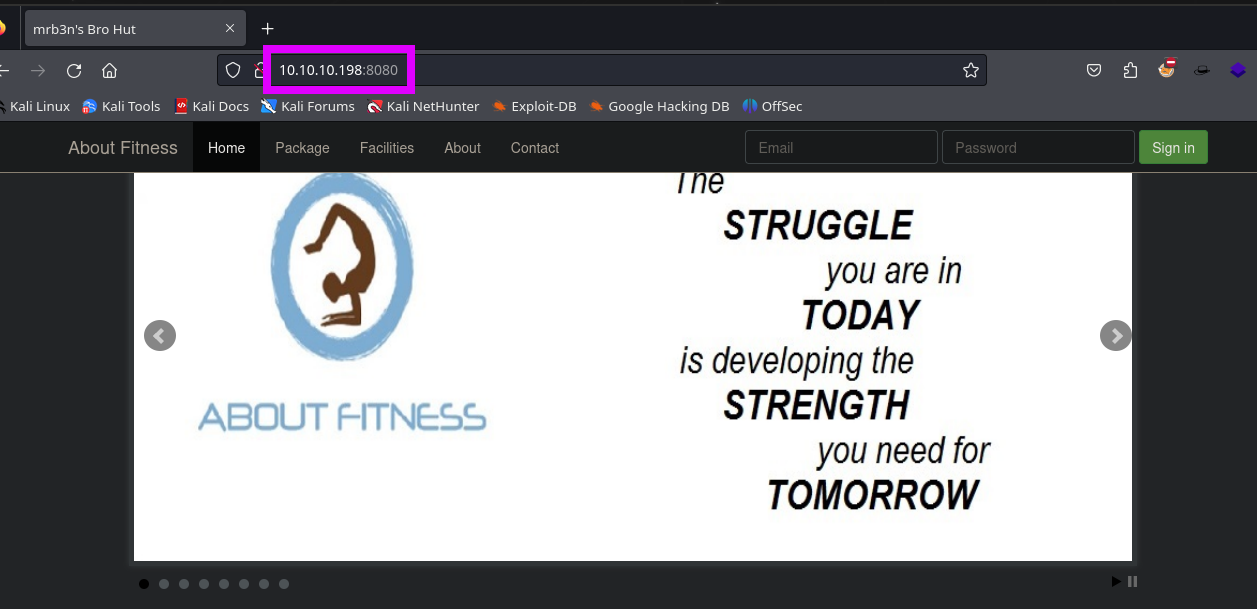 mrb3n's Bro Hut
10.10.10.198:8080
Kali Linux Kali Tools Kali Docs Kali Forums Kali NetHunter Exploit-DB Google Hacking DB OffSec
About Fitness Home Package Facilities About Contact Email Password Sign in
The
STRUGGLE
you are in
TODAY
is developing the
STRENGTH
you need for
TOMORROW
ABOUT FITNESS